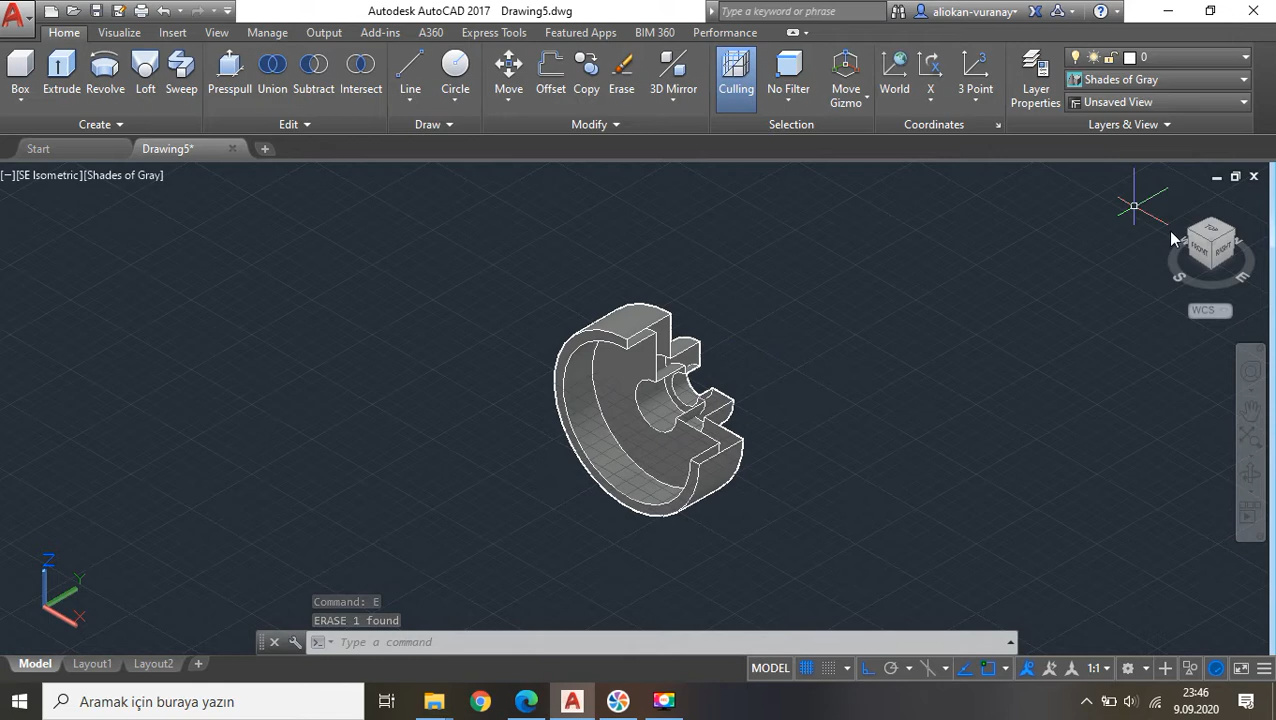 Autodesk AutoCAD 2017 Drawing5.dwg
Type a keyword or phrase
aliokan-vuranay
Home Visualize Insert View Manage Output Add-ins A360 Express Tools Featured Apps BIM 360 Performance
Box Extrude Revolve Loft Sweep Presspull Union Subtract Intersect Line Circle Move Offset Copy Erase 3D Mirror Culling No Filter Move Gizmo World X 3 Point Layer Properties
0
Shades of Gray
Unsaved View
Create Edit Draw Modify Selection Coordinates Layers & View
Start Drawing5*
[−][SE Isometric][Shades of Gray]
TOP
FRONT RIGHT
S E
WCS
Z
Y
X
Command: E
ERASE 1 found
Type a command
Model Layout1 Layout2
MODEL 1:1
Aramak için buraya yazın
23:46
9.09.2020